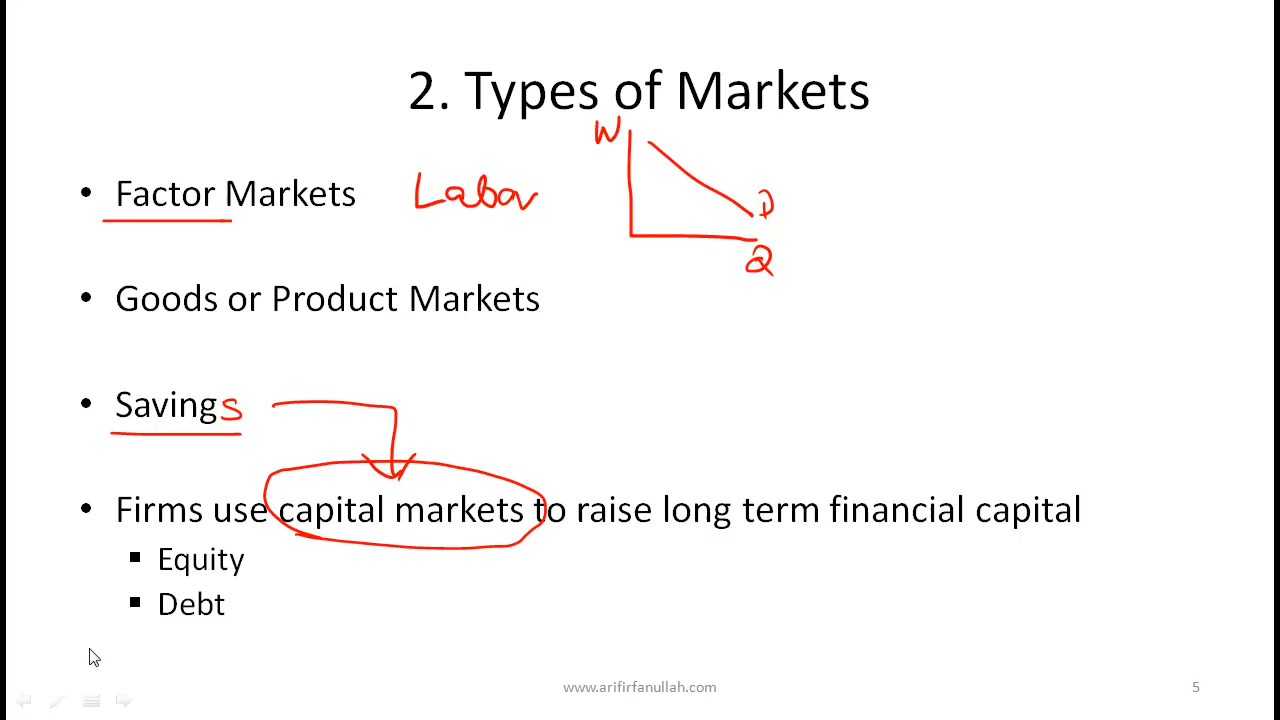 2. Types of Markets
W
• Factor Markets Labor
D
Q
• Goods or Product Markets
• Savings
• Firms use capital markets to raise long term financial capital
▪ Equity
▪ Debt
www.arifirfanullah.com 5